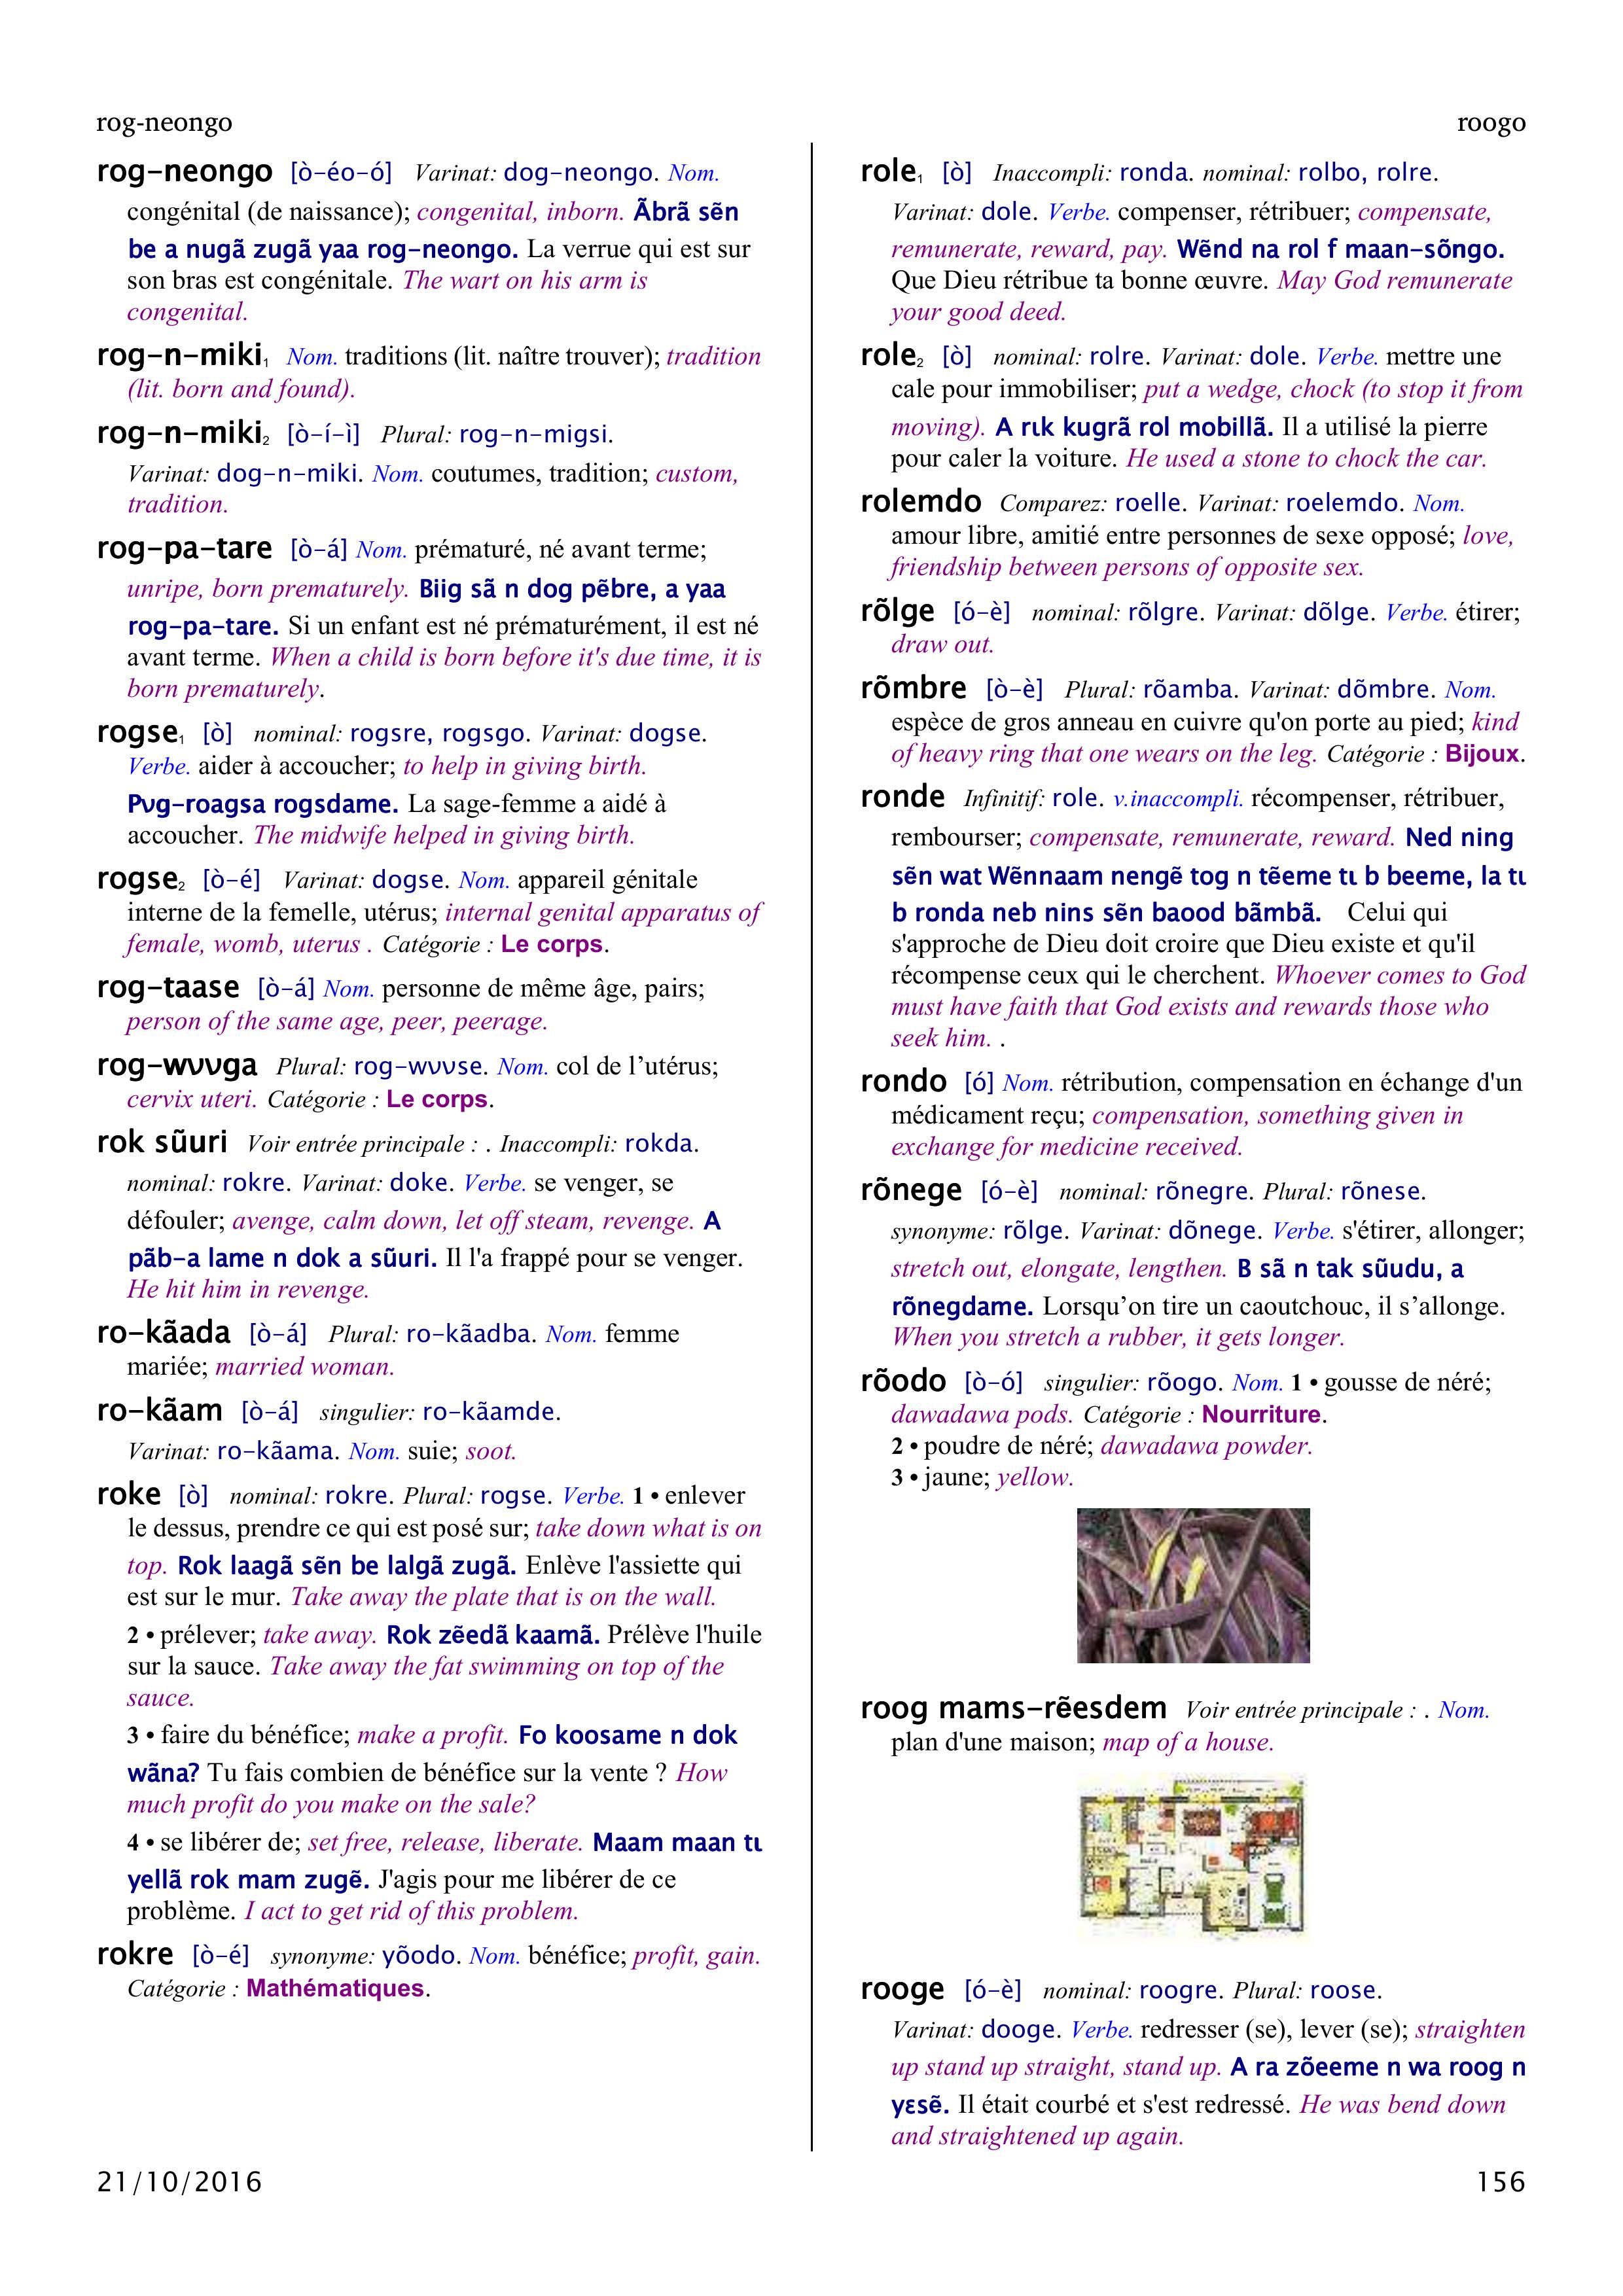 rog-neongo
roogo
rog-neongo [ò-éo-ó] Varinat: dog-neongo. Nom.
congénital (de naissance); congenital, inborn. Ãbrã sẽn
be a nugã zugã yaa rog-neongo. La verrue qui est sur
son bras est congénitale. The wart on his arm is
congenital.
rog-n-miki₁ Nom. traditions (lit. naître trouver); tradition
(lit. born and found).
rog-n-miki₂ [ò-í-ì] Plural: rog-n-migsi.
Varinat: dog-n-miki. Nom. coutumes, tradition; custom,
tradition.
rog-pa-tare [ò-á] Nom. prématuré, né avant terme;
unripe, born prematurely. Biig sã n dog pẽbre, a yaa
rog-pa-tare. Si un enfant est né prématurément, il est né
avant terme. When a child is born before it's due time, it is
born prematurely.
rogse₁ [ò] nominal: rogsre, rogsgo. Varinat: dogse.
Verbe. aider à accoucher; to help in giving birth.
Pʋg-roagsa rogsdame. La sage-femme a aidé à
accoucher. The midwife helped in giving birth.
rogse₂ [ò-é] Varinat: dogse. Nom. appareil génitale
interne de la femelle, utérus; internal genital apparatus of
female, womb, uterus . Catégorie : Le corps.
rog-taase [ò-á] Nom. personne de même âge, pairs;
person of the same age, peer, peerage.
rog-wʋʋga Plural: rog-wʋʋse. Nom. col de l’utérus;
cervix uteri. Catégorie : Le corps.
rok sũuri Voir entrée principale : . Inaccompli: rokda.
nominal: rokre. Varinat: doke. Verbe. se venger, se
défouler; avenge, calm down, let off steam, revenge. A
pãb-a lame n dok a sũuri. Il l'a frappé pour se venger.
He hit him in revenge.
ro-kãada [ò-á] Plural: ro-kãadba. Nom. femme
mariée; married woman.
ro-kãam [ò-á] singulier: ro-kãamde.
Varinat: ro-kãama. Nom. suie; soot.
roke [ò] nominal: rokre. Plural: rogse. Verbe. 1 • enlever
le dessus, prendre ce qui est posé sur; take down what is on
top. Rok laagã sẽn be lalgã zugã. Enlève l'assiette qui
est sur le mur. Take away the plate that is on the wall.
2 • prélever; take away. Rok zẽedã kaamã. Prélève l'huile
sur la sauce. Take away the fat swimming on top of the
sauce.
3 • faire du bénéfice; make a profit. Fo koosame n dok
wãna? Tu fais combien de bénéfice sur la vente ? How
much profit do you make on the sale?
4 • se libérer de; set free, release, liberate. Maam maan tɩ
yellã rok mam zugẽ. J'agis pour me libérer de ce
problème. I act to get rid of this problem.
rokre [ò-é] synonyme: yõodo. Nom. bénéfice; profit, gain.
Catégorie : Mathématiques.
role₁ [ò] Inaccompli: ronda. nominal: rolbo, rolre.
Varinat: dole. Verbe. compenser, rétribuer; compensate,
remunerate, reward, pay. Wẽnd na rol f maan-sõngo.
Que Dieu rétribue ta bonne œuvre. May God remunerate
your good deed.
role₂ [ò] nominal: rolre. Varinat: dole. Verbe. mettre une
cale pour immobiliser; put a wedge, chock (to stop it from
moving). A rɩk kugrã rol mobillã. Il a utilisé la pierre
pour caler la voiture. He used a stone to chock the car.
rolemdo Comparez: roelle. Varinat: roelemdo. Nom.
amour libre, amitié entre personnes de sexe opposé; love,
friendship between persons of opposite sex.
rõlge [ó-è] nominal: rõlgre. Varinat: dõlge. Verbe. étirer;
draw out.
rõmbre [ò-è] Plural: rõamba. Varinat: dõmbre. Nom.
espèce de gros anneau en cuivre qu'on porte au pied; kind
of heavy ring that one wears on the leg. Catégorie : Bijoux.
ronde Infinitif: role. v.inaccompli. récompenser, rétribuer,
rembourser; compensate, remunerate, reward. Ned ning
sẽn wat Wẽnnaam nengẽ tog n tẽeme tɩ b beeme, la tɩ
b ronda neb nins sẽn baood bãmbã. Celui qui
s'approche de Dieu doit croire que Dieu existe et qu'il
récompense ceux qui le cherchent. Whoever comes to God
must have faith that God exists and rewards those who
seek him. .
rondo [ó] Nom. rétribution, compensation en échange d'un
médicament reçu; compensation, something given in
exchange for medicine received.
rõnege [ó-è] nominal: rõnegre. Plural: rõnese.
synonyme: rõlge. Varinat: dõnege. Verbe. s'étirer, allonger;
stretch out, elongate, lengthen. B sã n tak sũudu, a
rõnegdame. Lorsqu’on tire un caoutchouc, il s’allonge.
When you stretch a rubber, it gets longer.
rõodo [ò-ó] singulier: rõogo. Nom. 1 • gousse de néré;
dawadawa pods. Catégorie : Nourriture.
2 • poudre de néré; dawadawa powder.
3 • jaune; yellow.
roog mams-rẽesdem Voir entrée principale : . Nom.
plan d'une maison; map of a house.
rooge [ó-è] nominal: roogre. Plural: roose.
Varinat: dooge. Verbe. redresser (se), lever (se); straighten
up stand up straight, stand up. A ra zõeeme n wa roog n
yɛsẽ. Il était courbé et s'est redressé. He was bend down
and straightened up again.
21/10/2016
156